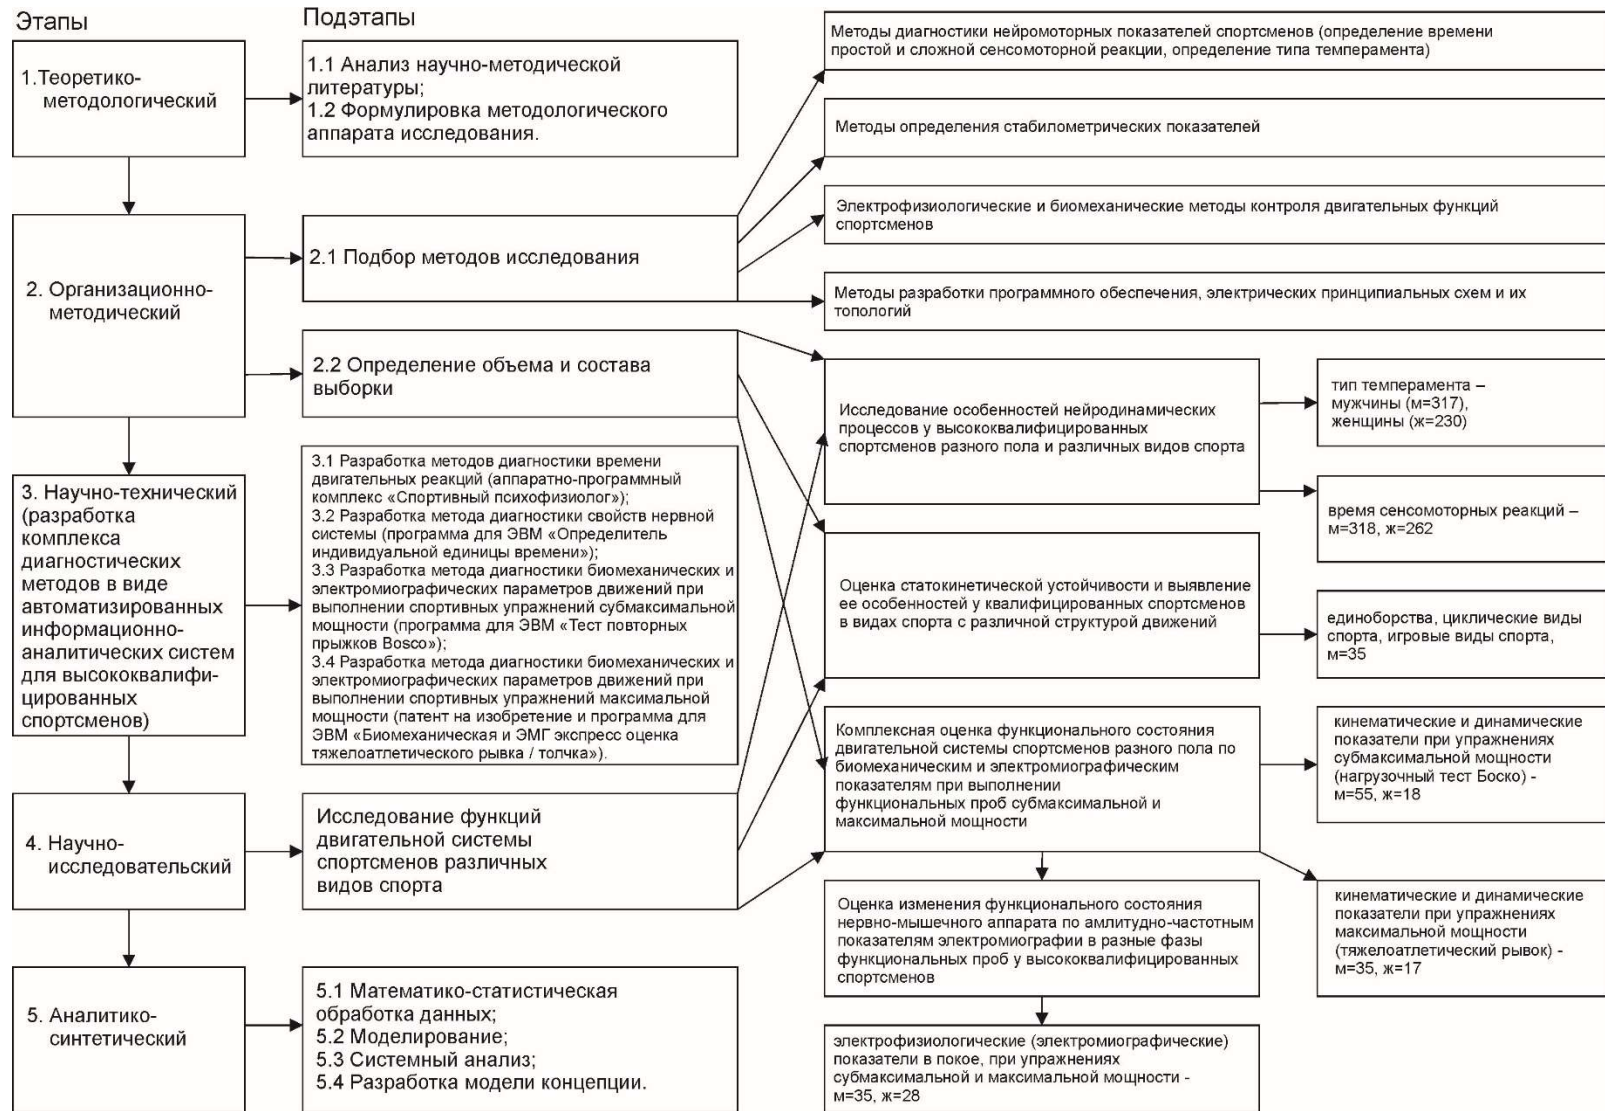 Этапы
Подэтапы
1.Теоретико-
методологический
1.1 Анализ научно-методической
литературы;
1.2 Формулировка методологического
аппарата исследования.
Методы диагностики нейромоторных показателей спортсменов (определение времени
простой и сложной сенсомоторной реакции, определение типа темперамента)
Методы определения стабилометрических показателей
Электрофизиологические и биомеханические методы контроля двигательных функций
спортсменов
Методы разработки программного обеспечения, электрических принципиальных схем и их
топологий
2. Организационно-
методический
2.1 Подбор методов исследования
2.2 Определение объема и состава
выборки
Исследование особенностей нейродинамических
процессов у высококвалифицированных
спортсменов разного пола и различных видов спорта
тип темперамента –
мужчины (м=317),
женщины (ж=230)
время сенсомоторных реакций –
м=318, ж=262
3. Научно-технический
(разработка
комплекса
диагностических
методов в виде
автоматизированных
информационно-
аналитических систем
для высококвалифи-
цированных
спортсменов)
3.1 Разработка методов диагностики времени
двигательных реакций (аппаратно-программный
комплекс «Спортивный психофизиолог»);
3.2 Разработка метода диагностики свойств нервной
системы (программа для ЭВМ «Определитель
индивидуальной единицы времени»);
3.3 Разработка метода диагностики биомеханических и
электромиографических параметров движений при
выполнении спортивных упражнений субмаксимальной
мощности (программа для ЭВМ «Тест повторных
прыжков Bosco»);
3.4 Разработка метода диагностики биомеханических и
электромиографических параметров движений при
выполнении спортивных упражнений максимальной
мощности (патент на изобретение и программа для
ЭВМ «Биомеханическая и ЭМГ экспресс оценка
тяжелоатлетического рывка / толчка»).
Оценка статокинетической устойчивости и выявление
ее особенностей у квалифицированных спортсменов
в видах спорта с различной структурой движений
единоборства, циклические виды
спорта, игровые виды спорта,
м=35
Комплексная оценка функционального состояния
двигательной системы спортсменов разного пола по
биомеханическим и электромиографическим
показателям при выполнении
функциональных проб субмаксимальной и
максимальной мощности
кинематические и динамические
показатели при упражнениях
субмаксимальной мощности
(нагрузочный тест Боско) -
м=55, ж=18
4. Научно-
исследовательский
Исследование функций
двигательной системы
спортсменов различных
видов спорта
Оценка изменения функционального состояния
нервно-мышечного аппарата по амлитудно-частотным
показателям электромиографии в разные фазы
функциональных проб у высококвалифицированных
спортсменов
кинематические и динамические
показатели при упражнениях
максимальной мощности
(тяжелоатлетический рывок) -
м=35, ж=17
5. Аналитико-
синтетический
5.1 Математико-статистическая
обработка данных;
5.2 Моделирование;
5.3 Системный анализ;
5.4 Разработка модели концепции.
электрофизиологические (электромиографические)
показатели в покое, при упражнениях
субмаксимальной и максимальной мощности -
м=35, ж=28